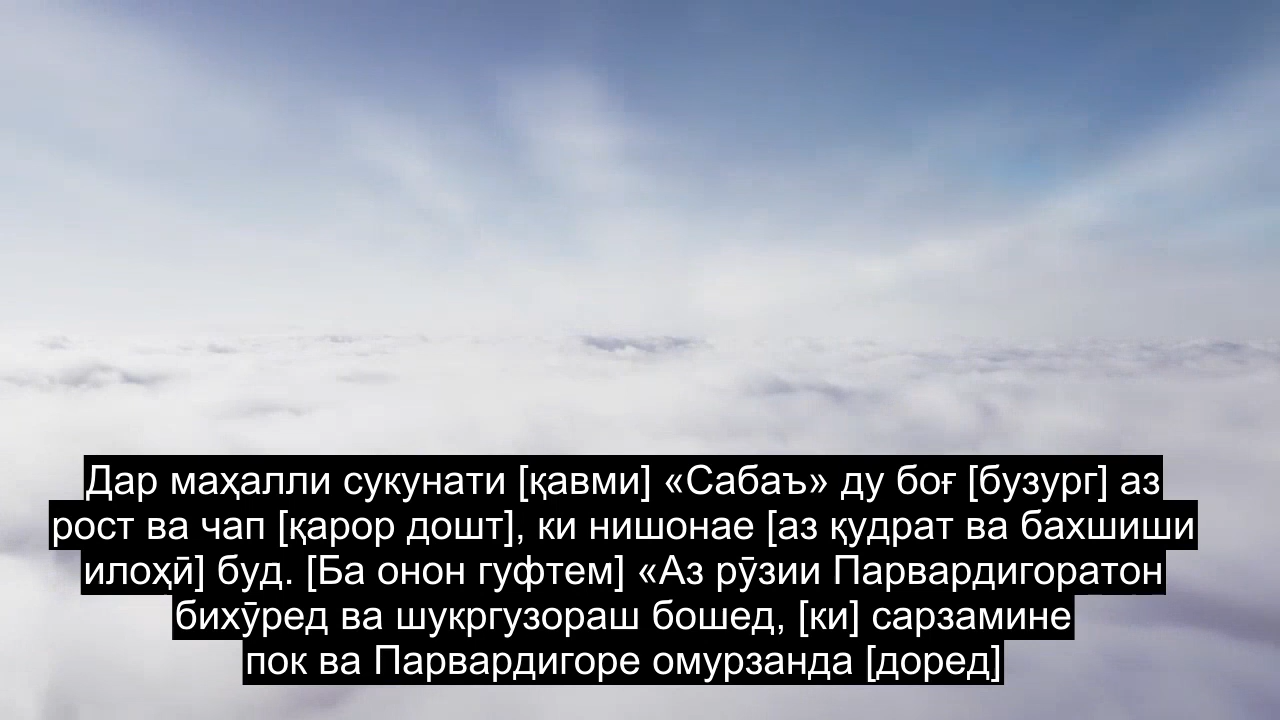 Дар маҳалли сукунати [қавми] «Сабаъ» ду боғ [бузург] аз
рост ва чап [қарор дошт], ки нишонае [аз қудрат ва бахшиши
илоҳӣ] буд. [Ба онон гуфтем] «Аз рӯзии Парвардигоратон
бихӯред ва шукргузораш бошед, [ки] сарзамине
пок ва Парвардигоре омурзанда [доред]